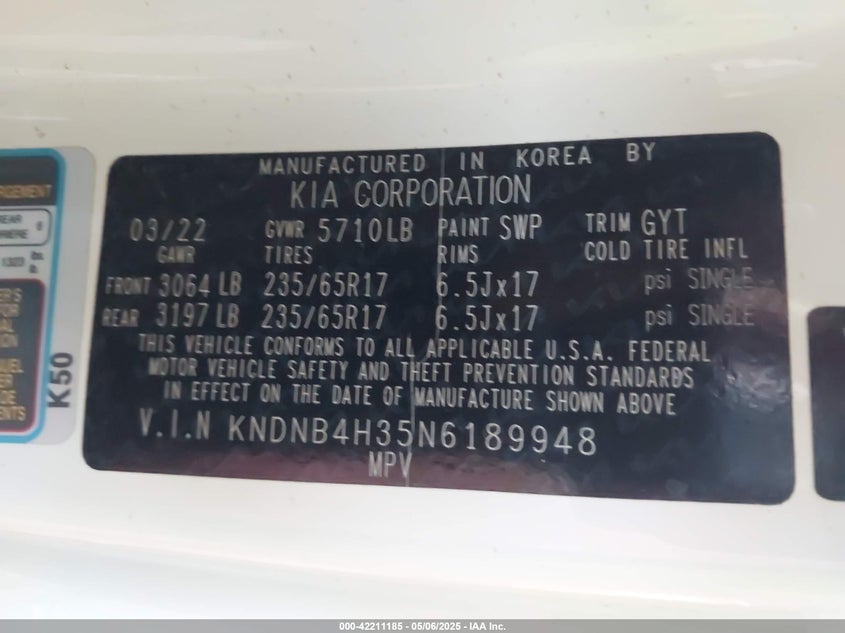 MANUFACTURED IN KOREA BY
KIA CORPORATION
03/22 GVWR 5710LB PAINT SWP TRIM GYT
GAWR TIRES RIMS COLD TIRE INFL
FRONT 3064 LB 235/65R17 6.5Jx17 psi SINGLE
REAR 3197 LB 235/65R17 6.5Jx17 psi SINGLE
THIS VEHICLE CONFORMS TO ALL APPLICABLE U.S.A. FEDERAL
MOTOR VEHICLE SAFETY AND THEFT PREVENTION STANDARDS
IN EFFECT ON THE DATE OF MANUFACTURE SHOWN ABOVE
V.I.N KNDNB4H35N6189948
MPV
REAR
1323 lbs.
K50
000-42211185 - 05/06/2025 - IAA Inc.